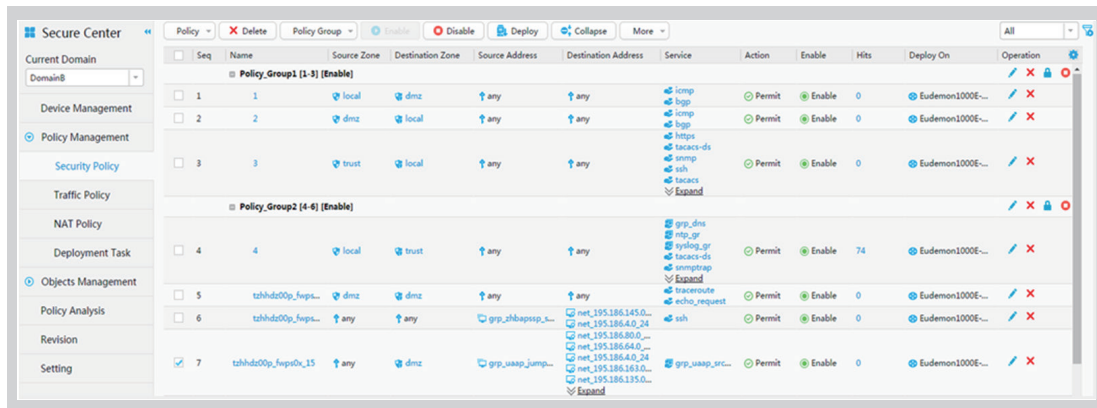 Secure Center
Policy Delete Policy Group Enable Disable Deploy Collapse More All
Current Domain
DomainB
Device Management
Policy Management
Security Policy
Traffic Policy
NAT Policy
Deployment Task
Objects Management
Policy Analysis
Revision
Setting
Seq Name Source Zone Destination Zone Source Address Destination Address Service Action Enable Hits Deploy On Operation
Policy_Group1 [1-3] [Enable]
1 1 local dmz any any icmp Permit Enable 0 Eudemon1000E-...
bgp
2 2 dmz local any any icmp Permit Enable 0 Eudemon1000E-...
bgp
3 3 trust local any any https Permit Enable 0 Eudemon1000E-...
tacacs-ds
snmp
ssh
tacacs
Expand
Policy_Group2 [4-6] [Enable]
4 4 local trust any any grp_dns Permit Enable 74 Eudemon1000E-...
ntp_gr
syslog_gr
tacacs-ds
snmptrap
Expand
5 tzhhdz00p_fwps... dmz dmz any any traceroute Permit Enable 0 Eudemon1000E-...
echo_request
6 tzhhdz00p_fwps... any any grp_zhbapssp_s... net_195.186.145.0... ssh Permit Enable 0 Eudemon1000E-...
net_195.186.4.0_24
7 tzhhdz00p_fwps0x_15 any dmz grp_uaap_jump... net_195.186.80.0_... grp_uaap_src... Permit Enable 0 Eudemon1000E-...
net_195.186.64.0_...
net_195.186.4.0_24
net_195.186.163.0...
net_195.186.135.0...
Expand